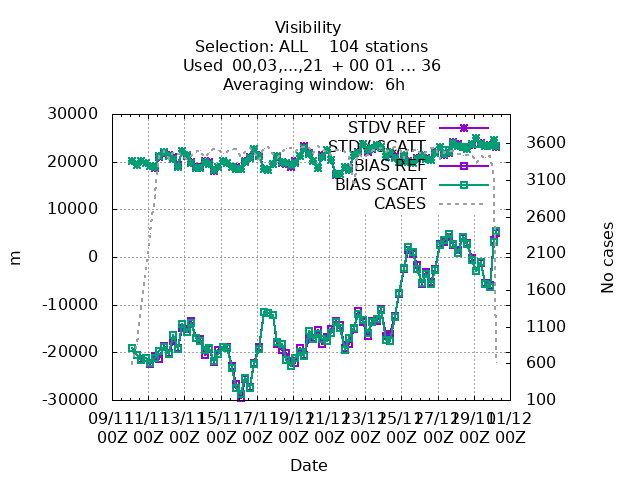 Visibility
Selection: ALL    104 stations
Used  00,03,...,21  + 00 01 ... 36
Averaging window:  6h
STDV REF
STDV SCATT
BIAS REF
BIAS SCATT
CASES
30000
20000
10000
0
-10000
-20000
-30000
3600
3100
2600
2100
1600
1100
600
100
m
No cases
09/11 11/11 13/11 15/11 17/11 19/11 21/11 23/11 25/11 27/11 29/11 01/12
00Z 00Z 00Z 00Z 00Z 00Z 00Z 00Z 00Z 00Z 00Z 00Z
Date